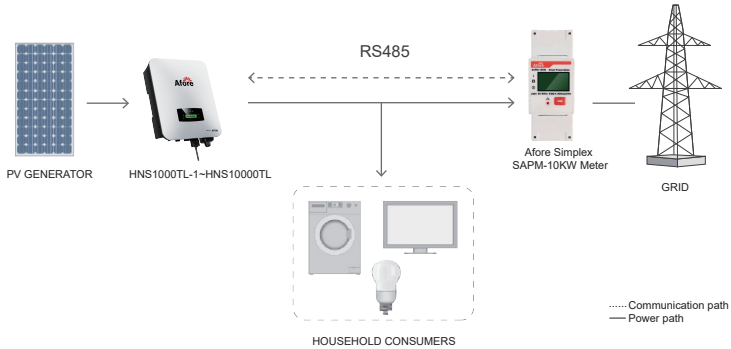 RS485
Afore
Afore
PV GENERATOR
HNS1000TL-1~HNS10000TL
Afore Simplex
SAPM-10KW Meter
GRID
HOUSEHOLD CONSUMERS
Communication path
Power path